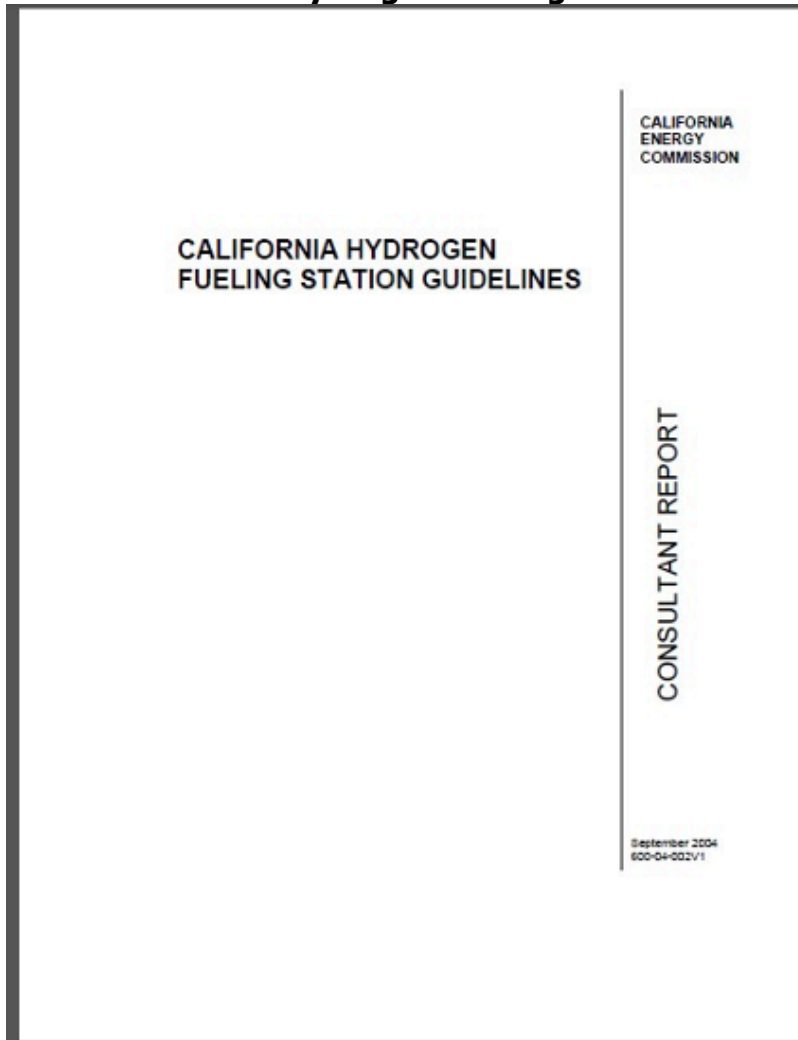 CALIFORNIA
ENERGY
COMMISSION
CALIFORNIA HYDROGEN
FUELING STATION GUIDELINES
CONSULTANT REPORT
September 2004
600-04-002V1